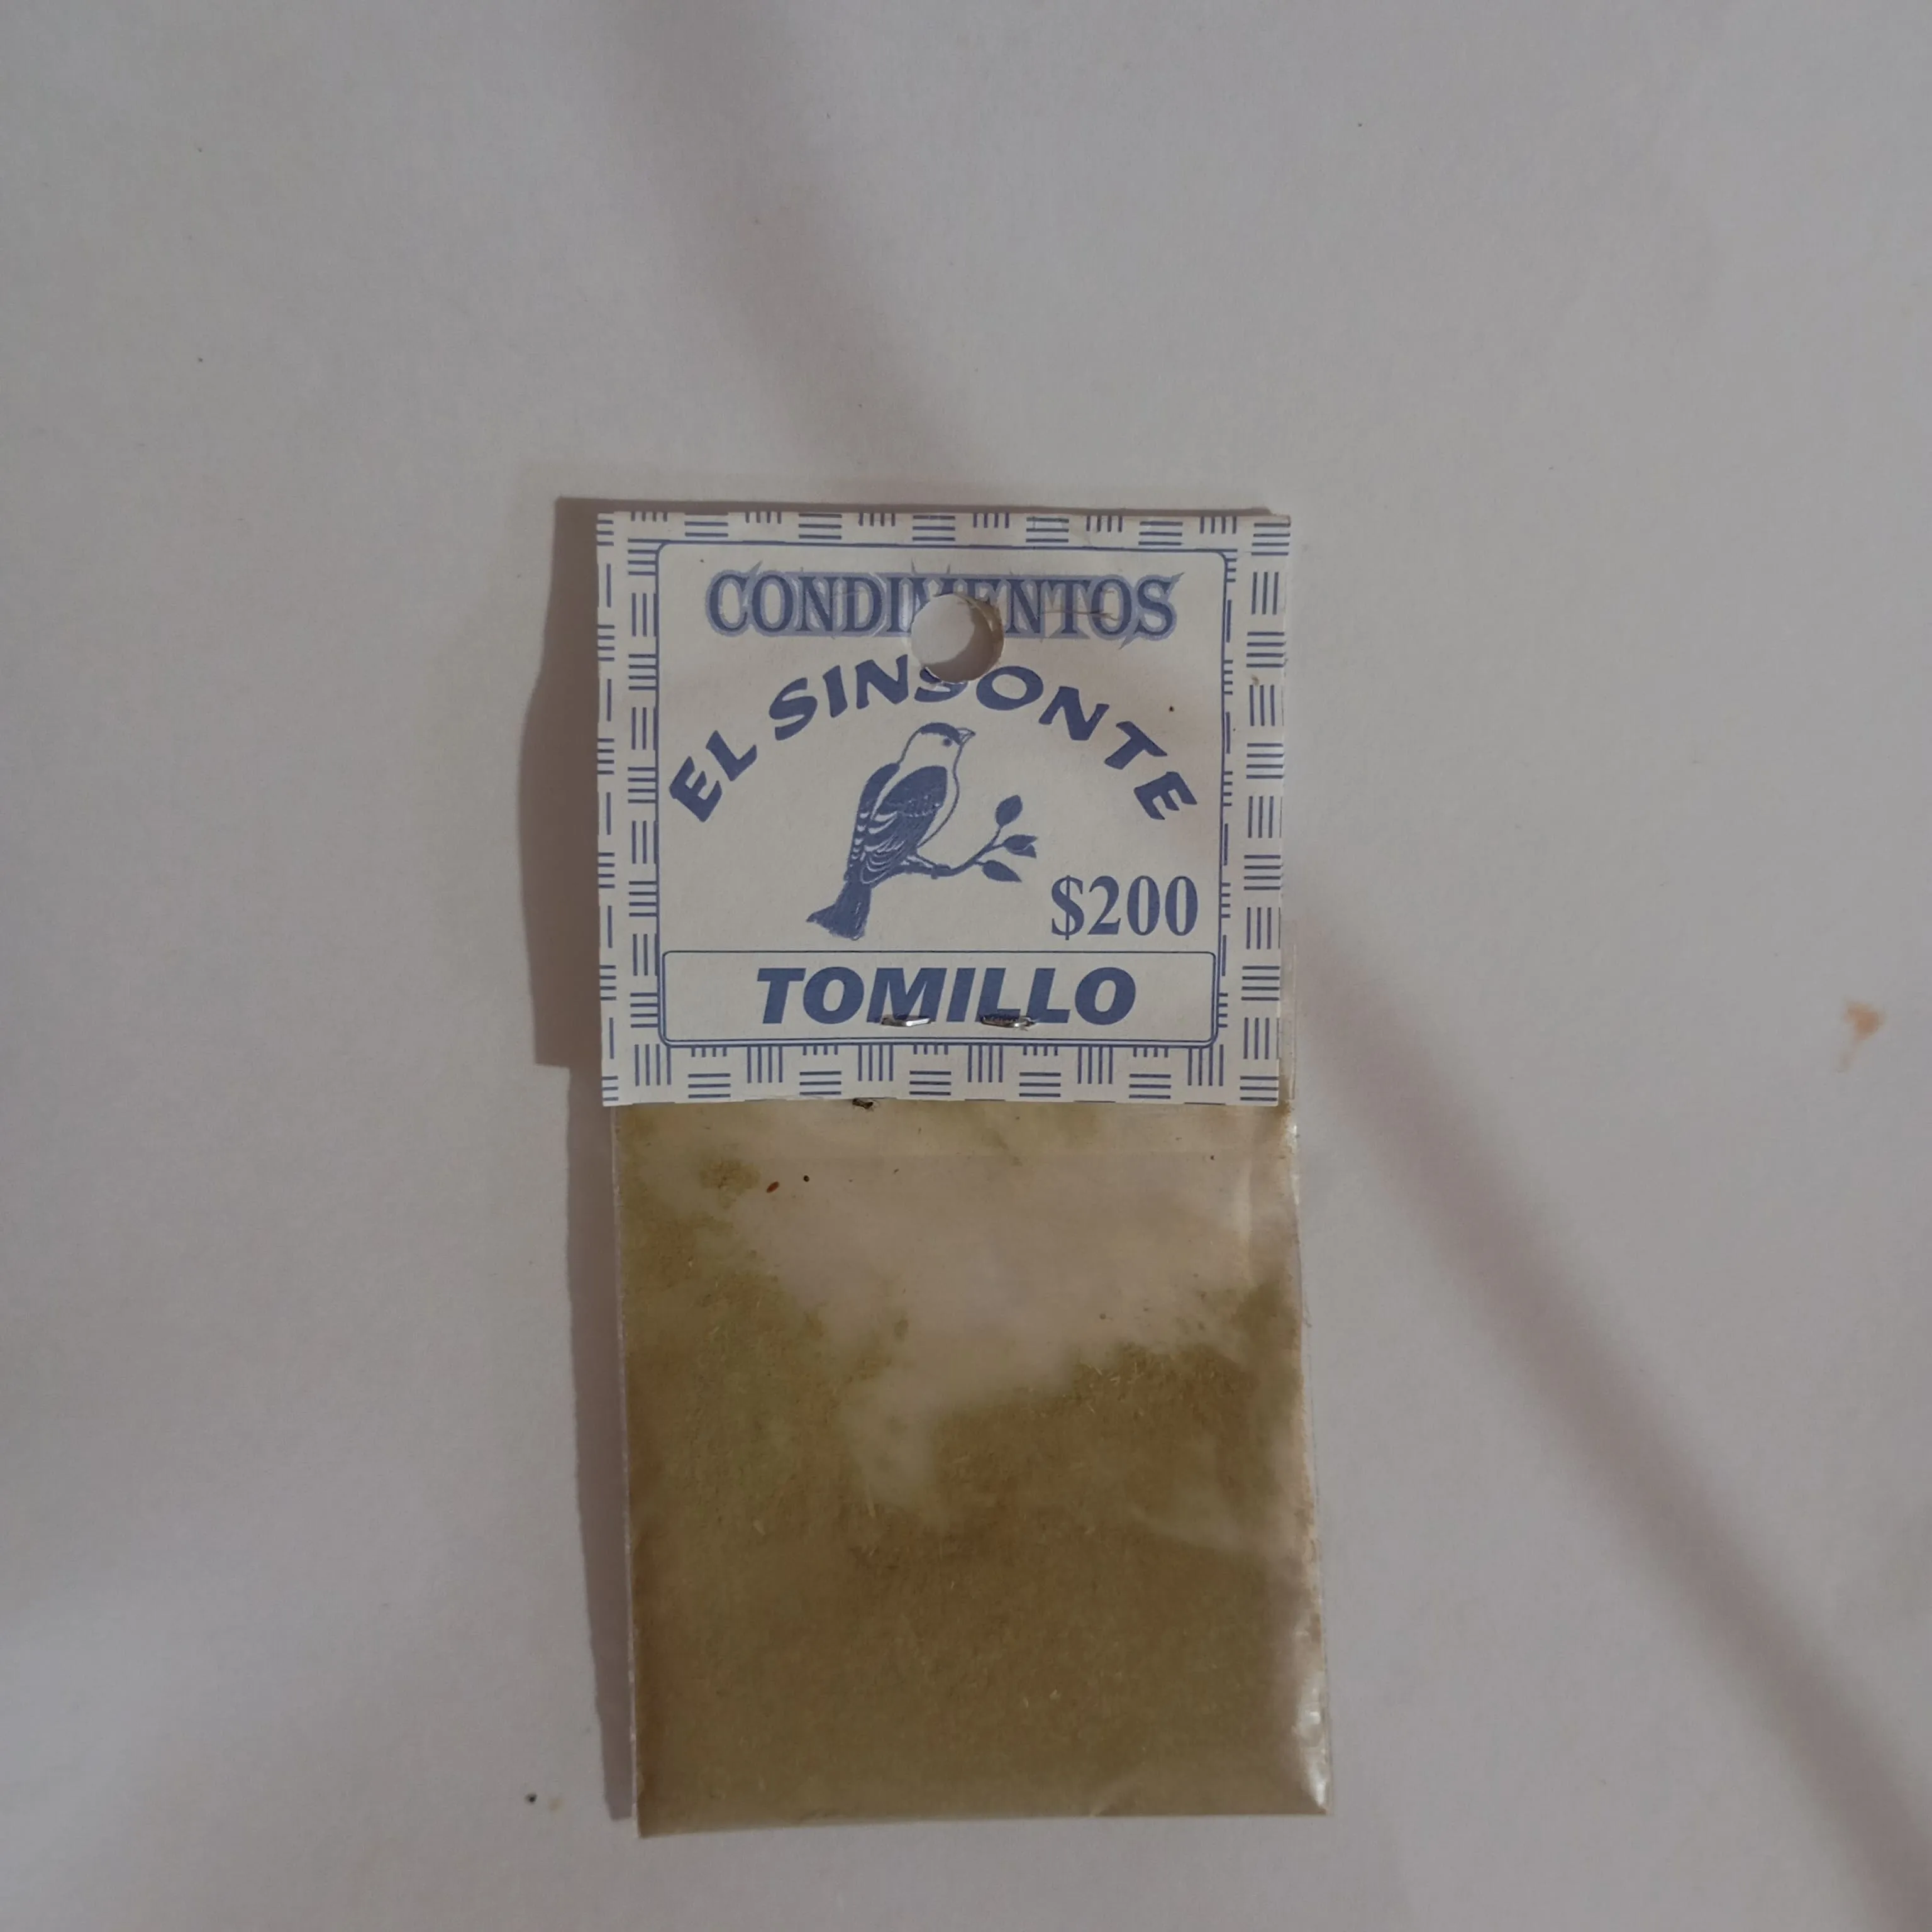 CONDIMENTOS
EL SINSONTE
$200
TOMILLO